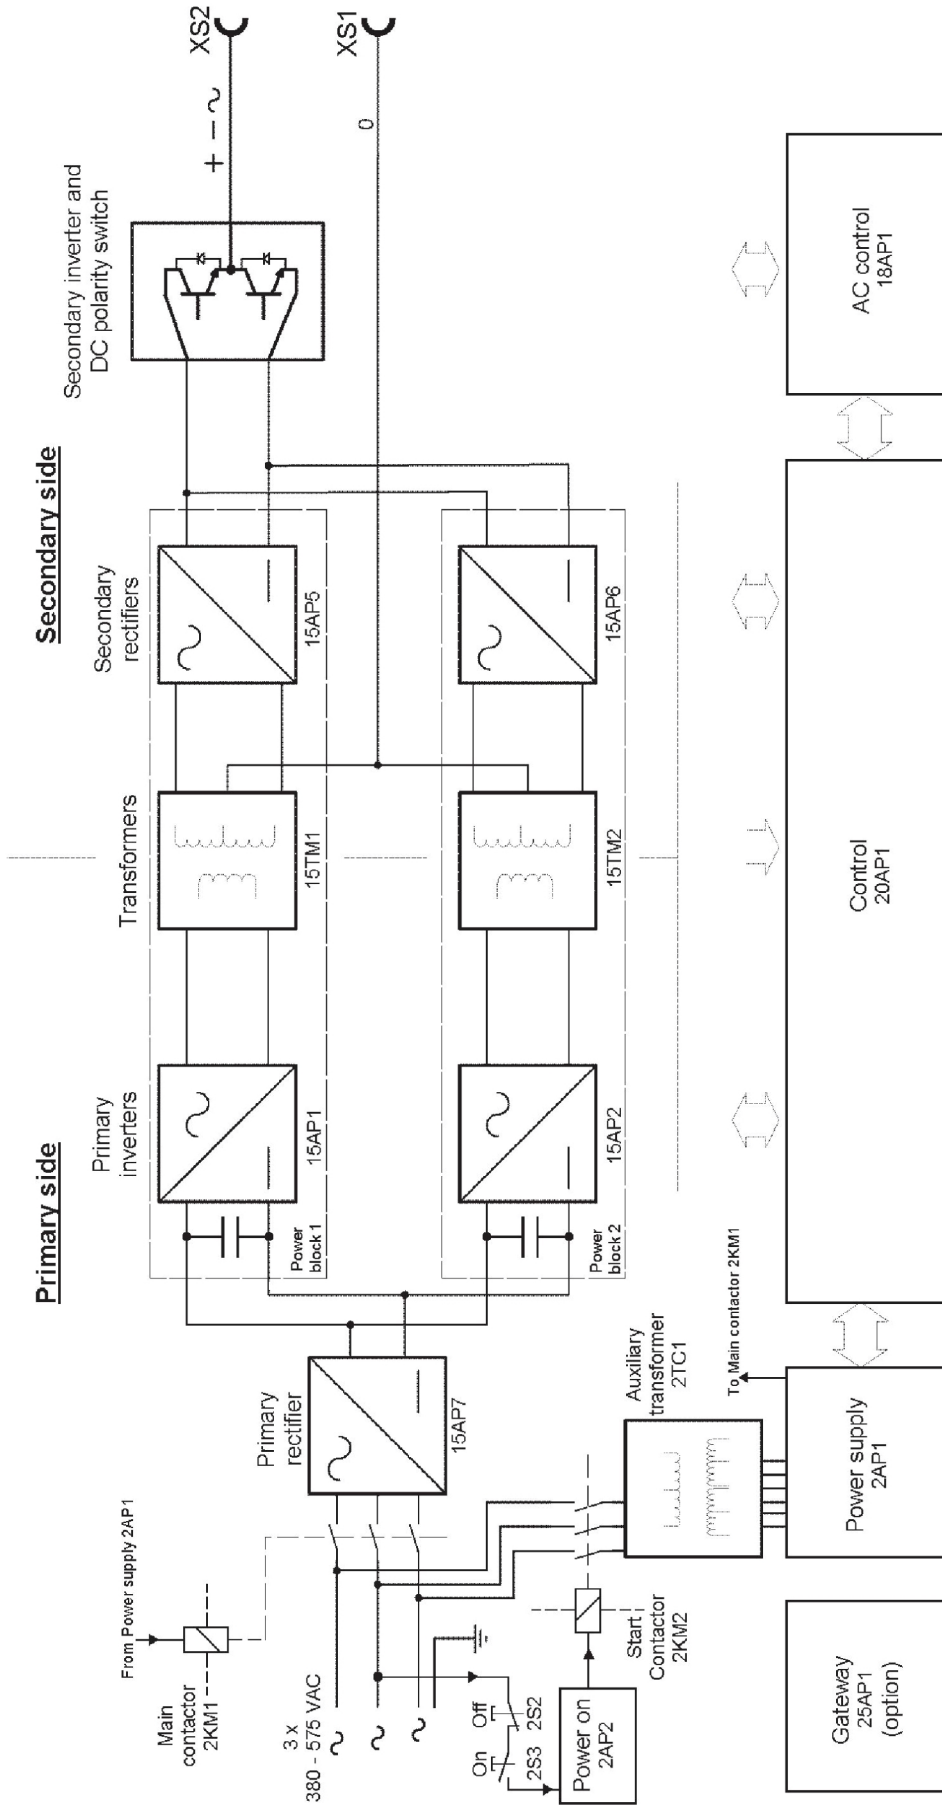 Primary side
Secondary side
From Power supply 2AP1
Main
contactor
2KM1
3 x
380 - 575 VAC
Primary
rectifier
15AP7
Primary
inverters
15AP1
Power
block 1
Transformers
15TM1
Secondary
rectifiers
15AP5
Secondary inverter and
DC polarity switch
+ − ~
XS2
0
XS1
15AP2
Power
block 2
15TM2
15AP6
Off
2S2
On
2S3
Power on
2AP2
Start
Contactor
2KM2
Auxiliary
transformer
2TC1
To Main contactor 2KM1
Gateway
25AP1
(option)
Power supply
2AP1
Control
20AP1
AC control
18AP1